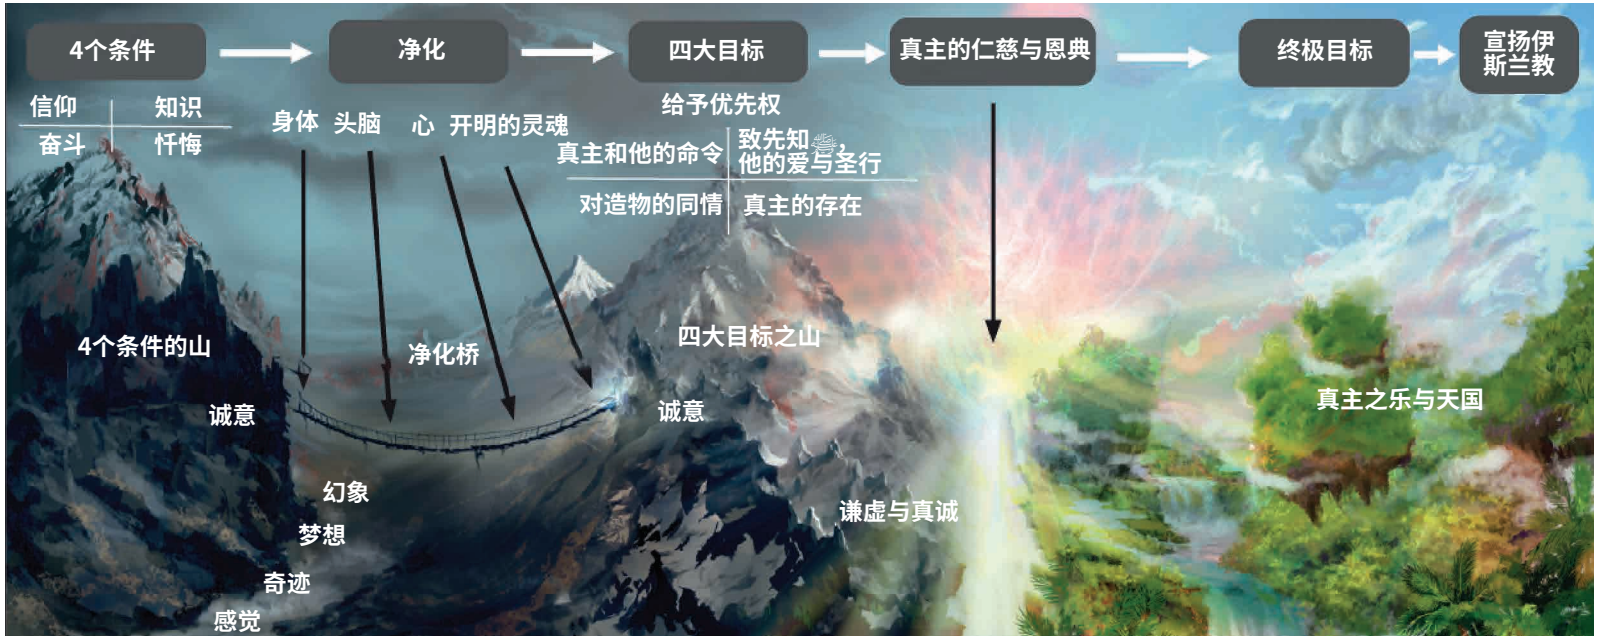 4个条件
净化
四大目标
真主的仁慈与恩典
终极目标
宣扬伊
斯兰教
信仰
知识
奋斗
忏悔
身体
头脑
心
开明的灵魂
给予优先权
真主和他的命令
致先知ﷺ,
他的爱与圣行
对造物的同情
真主的存在
4个条件的山
净化桥
四大目标之山
诚意
诚意
真主之乐与天国
幻象
梦想
奇迹
感觉
谦虚与真诚